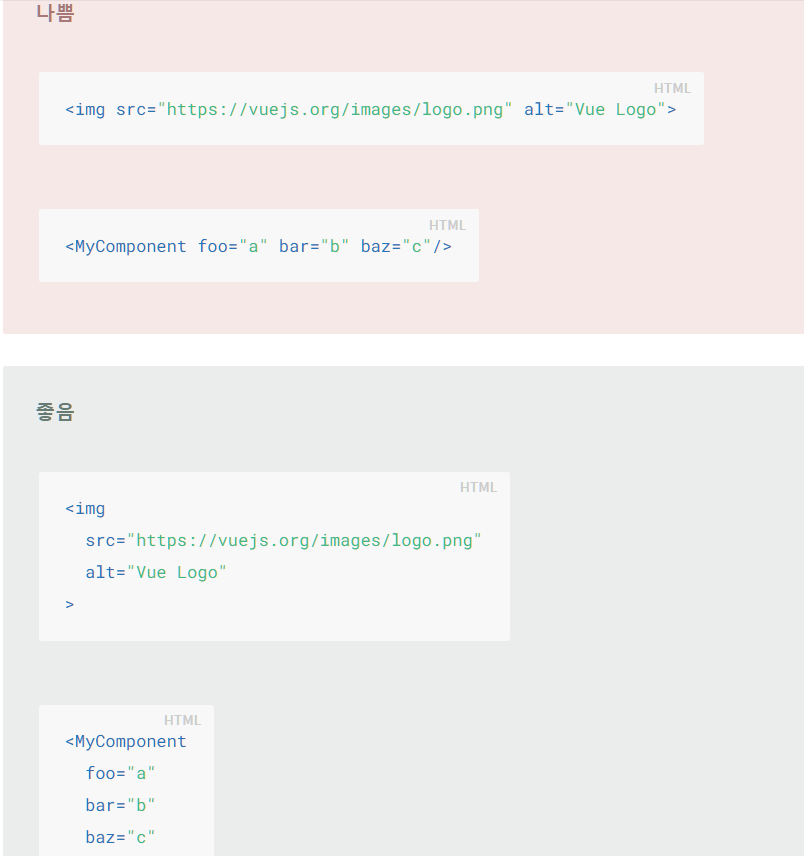 나쁨
HTML
<img src="https://vuejs.org/images/logo.png" alt="Vue Logo">
HTML
<MyComponent foo="a" bar="b" baz="c"/>
좋음
HTML
<img
  src="https://vuejs.org/images/logo.png"
  alt="Vue Logo"
>
HTML
<MyComponent
  foo="a"
  bar="b"
  baz="c"